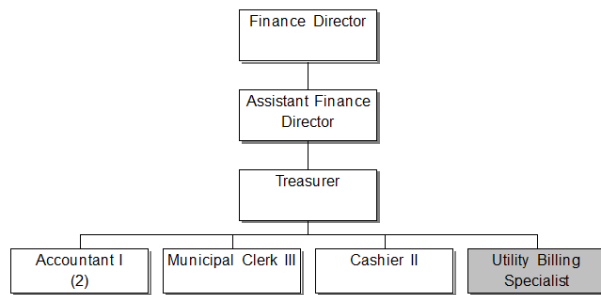 Finance Director
Assistant Finance
Director
Treasurer
Accountant I
(2)
Municipal Clerk III
Cashier II
Utility Billing
Specialist